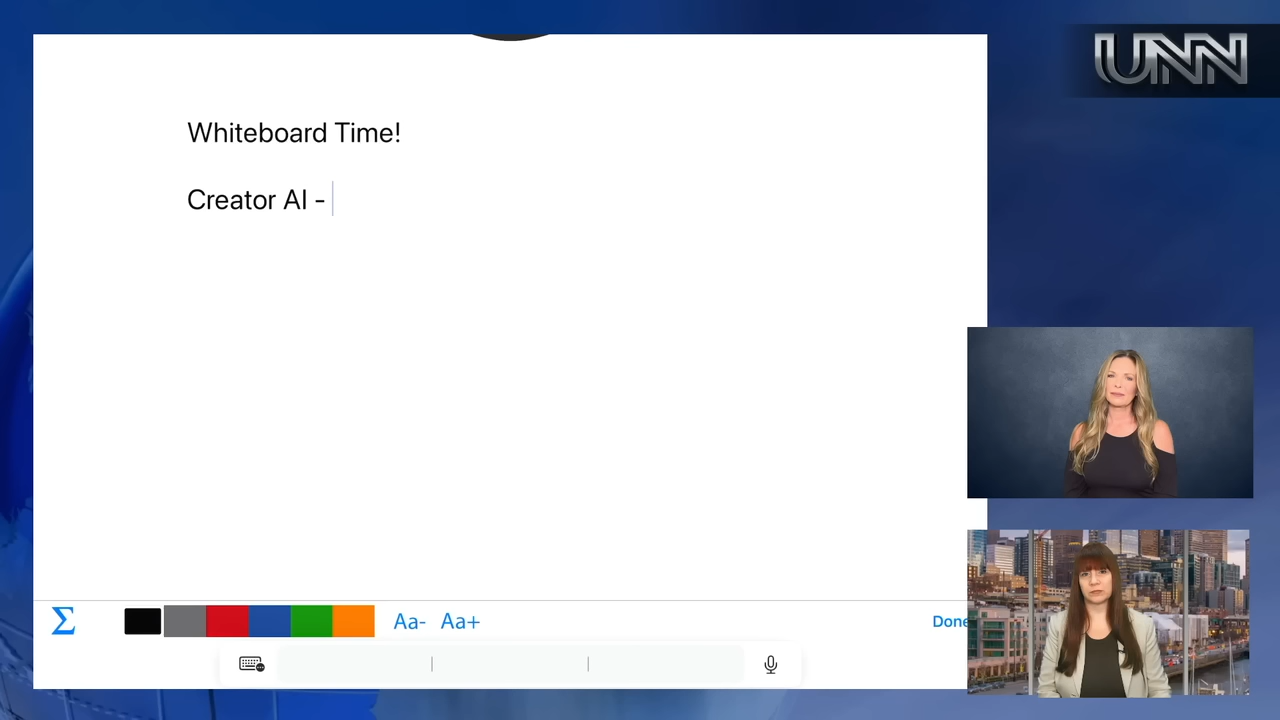 UNN
Whiteboard Time!
Creator AI -
Σ
Aa- Aa+
Done